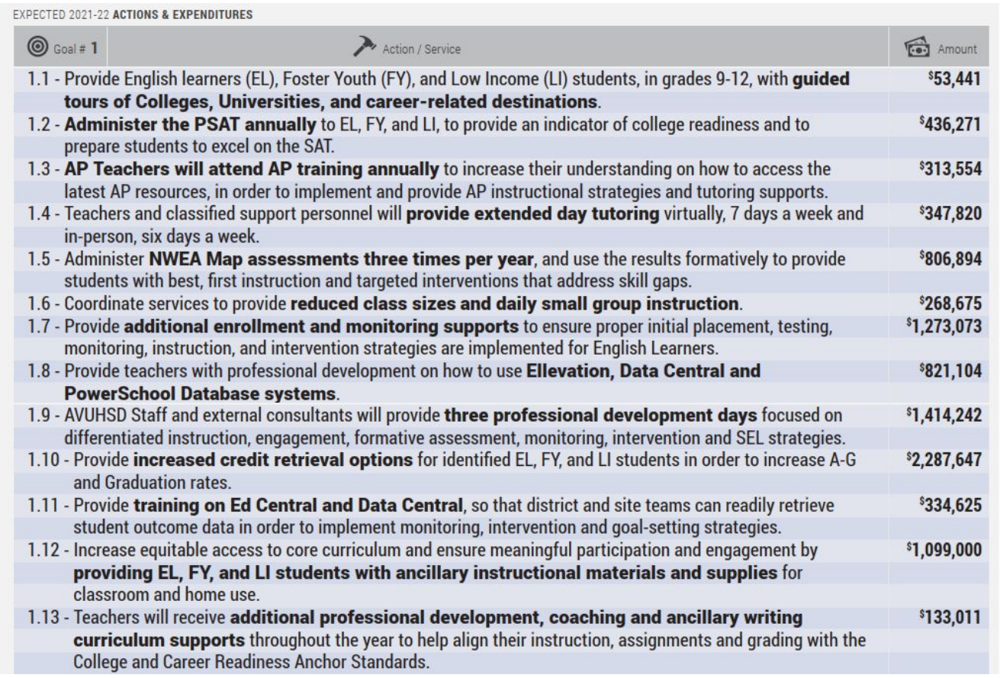 EXPECTED 2021-22 ACTIONS & EXPENDITURES
Goal # 1 Action / Service Amount
1.1 - Provide English learners (EL), Foster Youth (FY), and Low Income (LI) students, in grades 9-12, with guided $53,441
tours of Colleges, Universities, and career-related destinations.
1.2 - Administer the PSAT annually to EL, FY, and LI, to provide an indicator of college readiness and to $436,271
prepare students to excel on the SAT.
1.3 - AP Teachers will attend AP training annually to increase their understanding on how to access the $313,554
latest AP resources, in order to implement and provide AP instructional strategies and tutoring supports.
1.4 - Teachers and classified support personnel will provide extended day tutoring virtually, 7 days a week and $347,820
in-person, six days a week.
1.5 - Administer NWEA Map assessments three times per year, and use the results formatively to provide $806,894
students with best, first instruction and targeted interventions that address skill gaps.
1.6 - Coordinate services to provide reduced class sizes and daily small group instruction. $268,675
1.7 - Provide additional enrollment and monitoring supports to ensure proper initial placement, testing, $1,273,073
monitoring, instruction, and intervention strategies are implemented for English Learners.
1.8 - Provide teachers with professional development on how to use Ellevation, Data Central and $821,104
PowerSchool Database systems.
1.9 - AVUHSD Staff and external consultants will provide three professional development days focused on $1,414,242
differentiated instruction, engagement, formative assessment, monitoring, intervention and SEL strategies.
1.10 - Provide increased credit retrieval options for identified EL, FY, and LI students in order to increase A-G $2,287,647
and Graduation rates.
1.11 - Provide training on Ed Central and Data Central, so that district and site teams can readily retrieve $334,625
student outcome data in order to implement monitoring, intervention and goal-setting strategies.
1.12 - Increase equitable access to core curriculum and ensure meaningful participation and engagement by $1,099,000
providing EL, FY, and LI students with ancillary instructional materials and supplies for
classroom and home use.
1.13 - Teachers will receive additional professional development, coaching and ancillary writing $133,011
curriculum supports throughout the year to help align their instruction, assignments and grading with the
College and Career Readiness Anchor Standards.